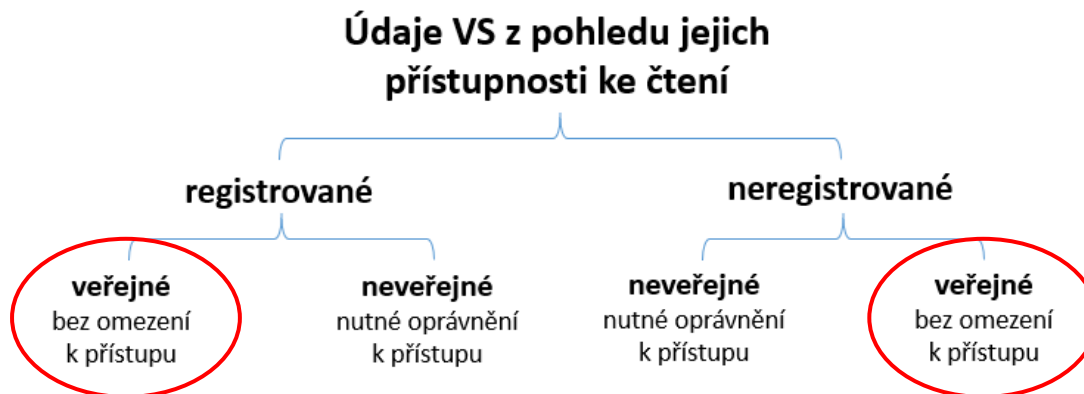 Údaje VS z pohledu jejich
přístupnosti ke čtení
registrované
neregistrované
veřejné
bez omezení
k přístupu
neveřejné
nutné oprávnění
k přístupu
neveřejné
nutné oprávnění
k přístupu
veřejné
bez omezení
k přístupu